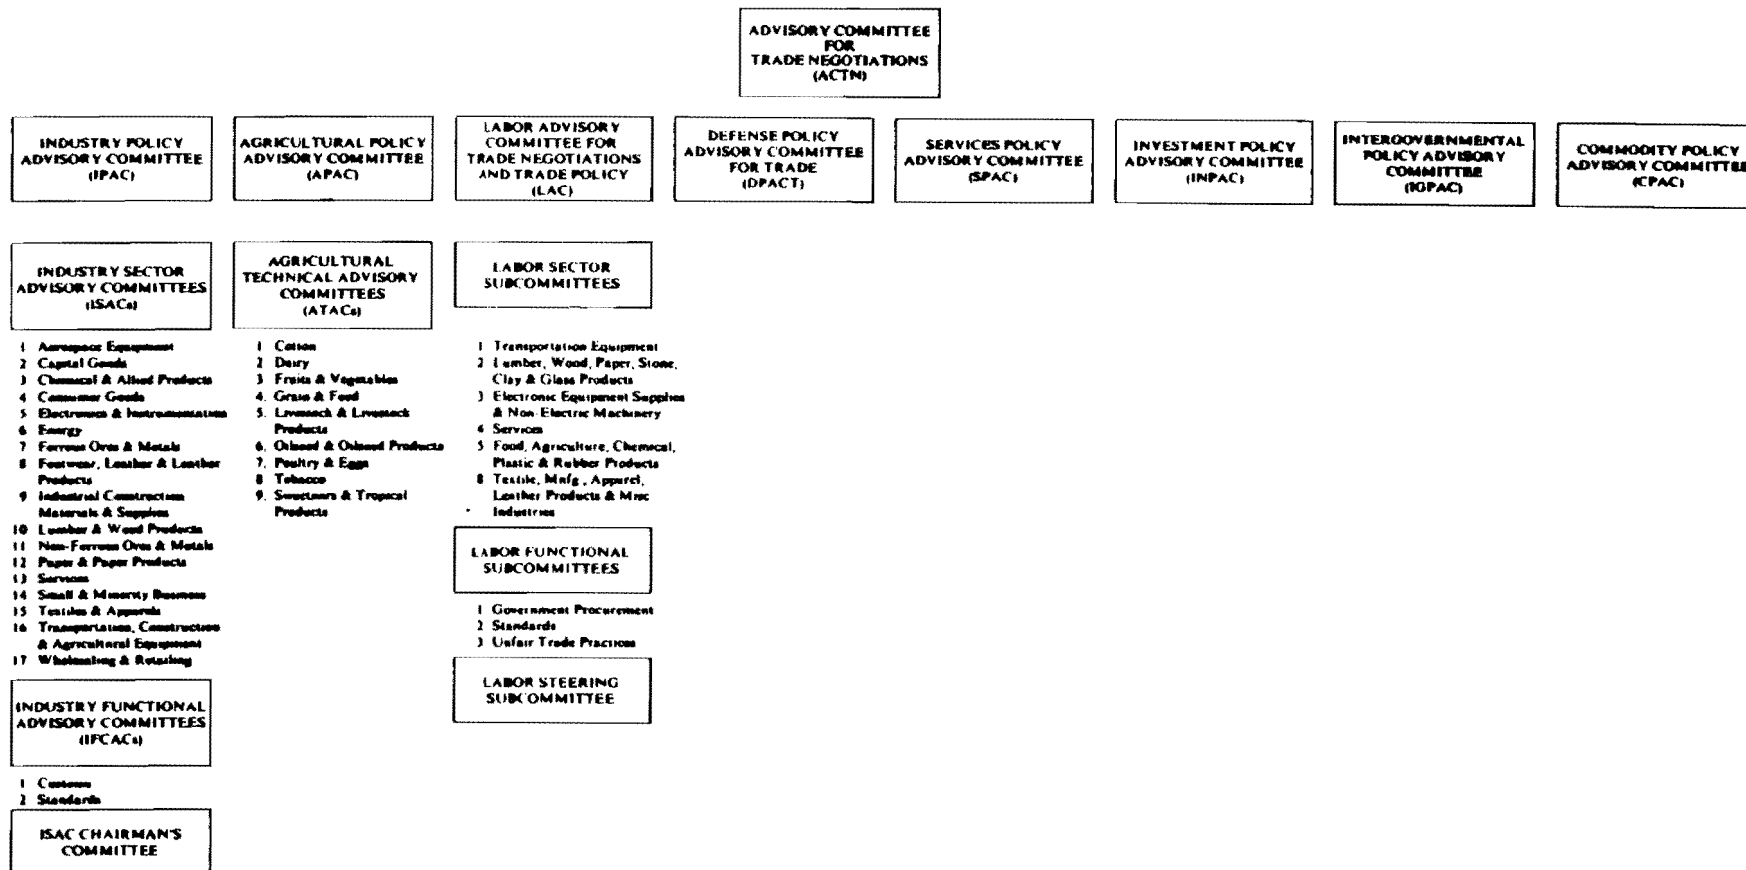 ADVISORY COMMITTEE
FOR
TRADE NEGOTIATIONS
(ACTN)
INDUSTRY POLICY
ADVISORY COMMITTEE
(IPAC)
AGRICULTURAL POLICY
ADVISORY COMMITTEE
(APAC)
LABOR ADVISORY
COMMITTEE FOR
TRADE NEGOTIATIONS
AND TRADE POLICY
(LAC)
DEFENSE POLICY
ADVISORY COMMITTEE
FOR TRADE
(DPACT)
SERVICES POLICY
ADVISORY COMMITTEE
(SPAC)
INVESTMENT POLICY
ADVISORY COMMITTEE
(INPAC)
INTERGOVERNMENTAL
POLICY ADVISORY
COMMITTEE
(IGPAC)
COMMODITY POLICY
ADVISORY COMMITTEE
(CPAC)
INDUSTRY SECTOR
ADVISORY COMMITTEES
(ISACs)
1 Aerospace Equipment
2 Capital Goods
3 Chemical & Allied Products
4 Consumer Goods
5 Electronics & Instrumentation
6 Energy
7 Ferrous Ores & Metals
8 Footwear, Leather & Leather
Products
9 Industrial Construction
Materials & Supplies
10 Lumber & Wood Products
11 Non-Ferrous Ores & Metals
12 Paper & Paper Products
13 Services
14 Small & Minority Business
15 Textiles & Apparels
16 Transportation, Construction
& Agricultural Equipment
17 Wholesaling & Retailing
INDUSTRY FUNCTIONAL
ADVISORY COMMITTEES
(IFCACs)
1 Customs
2 Standards
ISAC CHAIRMAN'S
COMMITTEE
AGRICULTURAL
TECHNICAL ADVISORY
COMMITTEES
(ATACs)
1 Cotton
2 Dairy
3 Fruits & Vegetables
4. Grain & Feed
5. Livestock & Livestock
Products
6. Oilseed & Oilseed Products
7. Poultry & Eggs
8 Tobacco
9. Sweeteners & Tropical
Products
LABOR SECTOR
SUBCOMMITTEES
1 Transportation Equipment
2 Lumber, Wood, Paper, Stone,
Clay & Glass Products
3 Electronic Equipment Supplies
& Non-Electric Machinery
4 Services
5 Food, Agriculture, Chemical,
Plastic & Rubber Products
8 Textile, Mnfg., Apparel,
Leather Products & Misc
Industries
LABOR FUNCTIONAL
SUBCOMMITTEES
1 Government Procurement
2 Standards
3 Unfair Trade Practices
LABOR STEERING
SUBCOMMITTEE